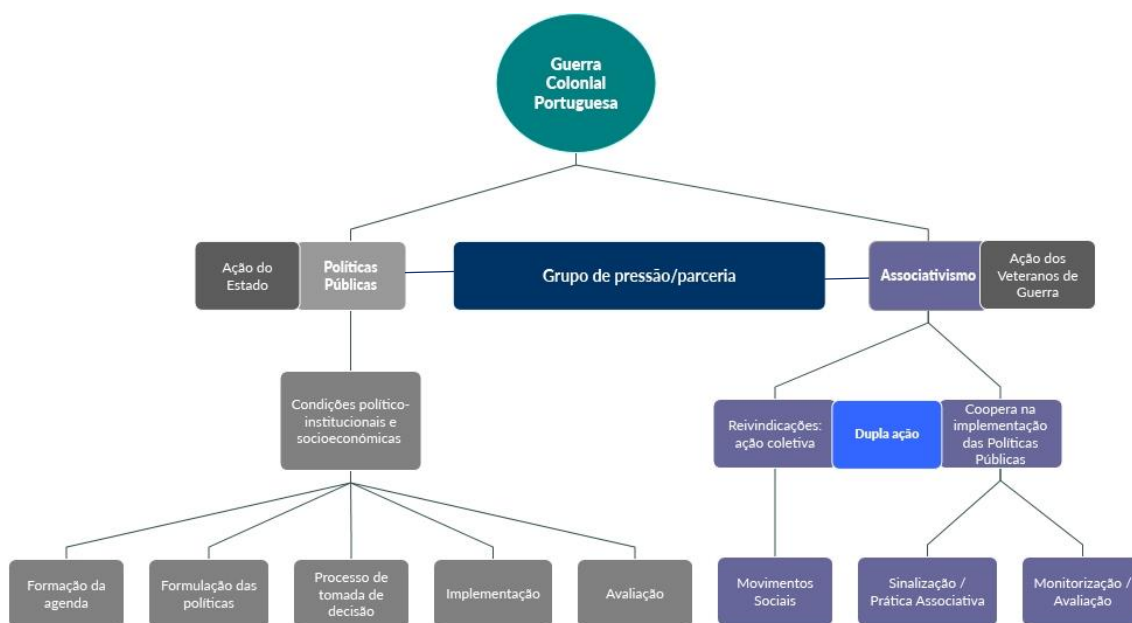 Guerra
Colonial
Portuguesa
Ação do
Estado
Políticas
Públicas
Grupo de pressão/parceria
Associativismo
Ação dos
Veteranos de
Guerra
Condições político-
institucionais e
socioeconómicas
Reivindicações:
ação coletiva
Dupla ação
Coopera na
implementação
das Políticas
Públicas
Formação da
agenda
Formulação das
políticas
Processo de
tomada de
decisão
Implementação
Avaliação
Movimentos
Sociais
Sinalização /
Prática Associativa
Monitorização /
Avaliação